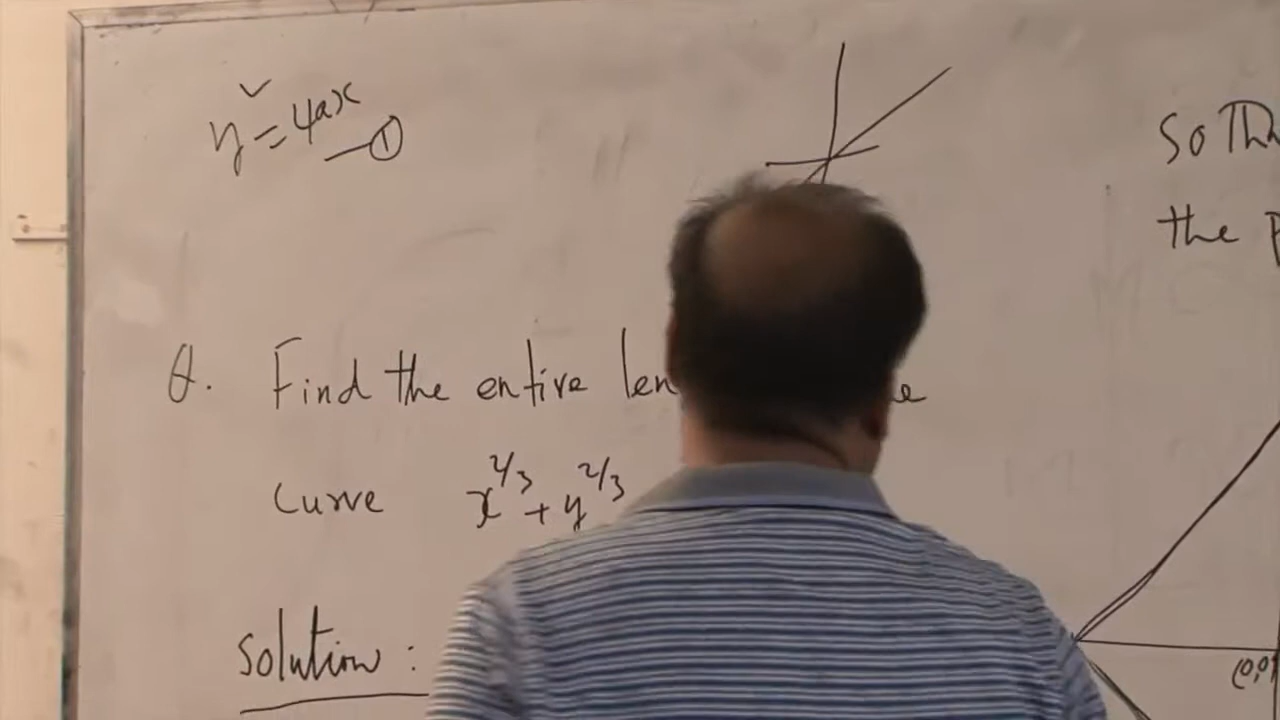 y² = 4ax
— ①
So Th
the P
Q. Find the entire len e
curve x^2/3 + y^2/3
Solution :
(0,0